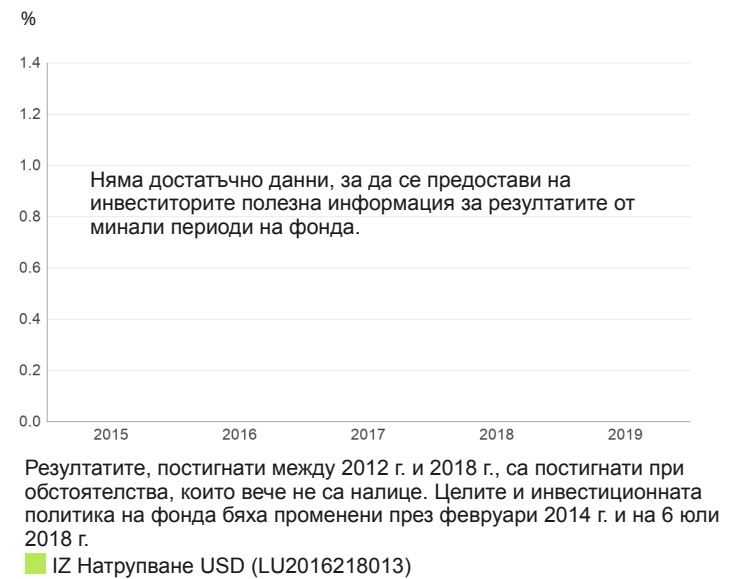 %
1.4
1.2
1.0
Няма достатъчно данни, за да се предостави на
инвеститорите полезна информация за резултатите от
0.8
минали периоди на фонда.
0.6
0.4
0.2
0.0
2015 2016 2017 2018 2019
Резултатите, постигнати между 2012 г. и 2018 г., са постигнати при
обстоятелства, които вече не са налице. Целите и инвестиционната
политика на фонда бяха променени през февруари 2014 г. и на 6 юли
2018 г.
IZ Натрупване USD (LU2016218013)